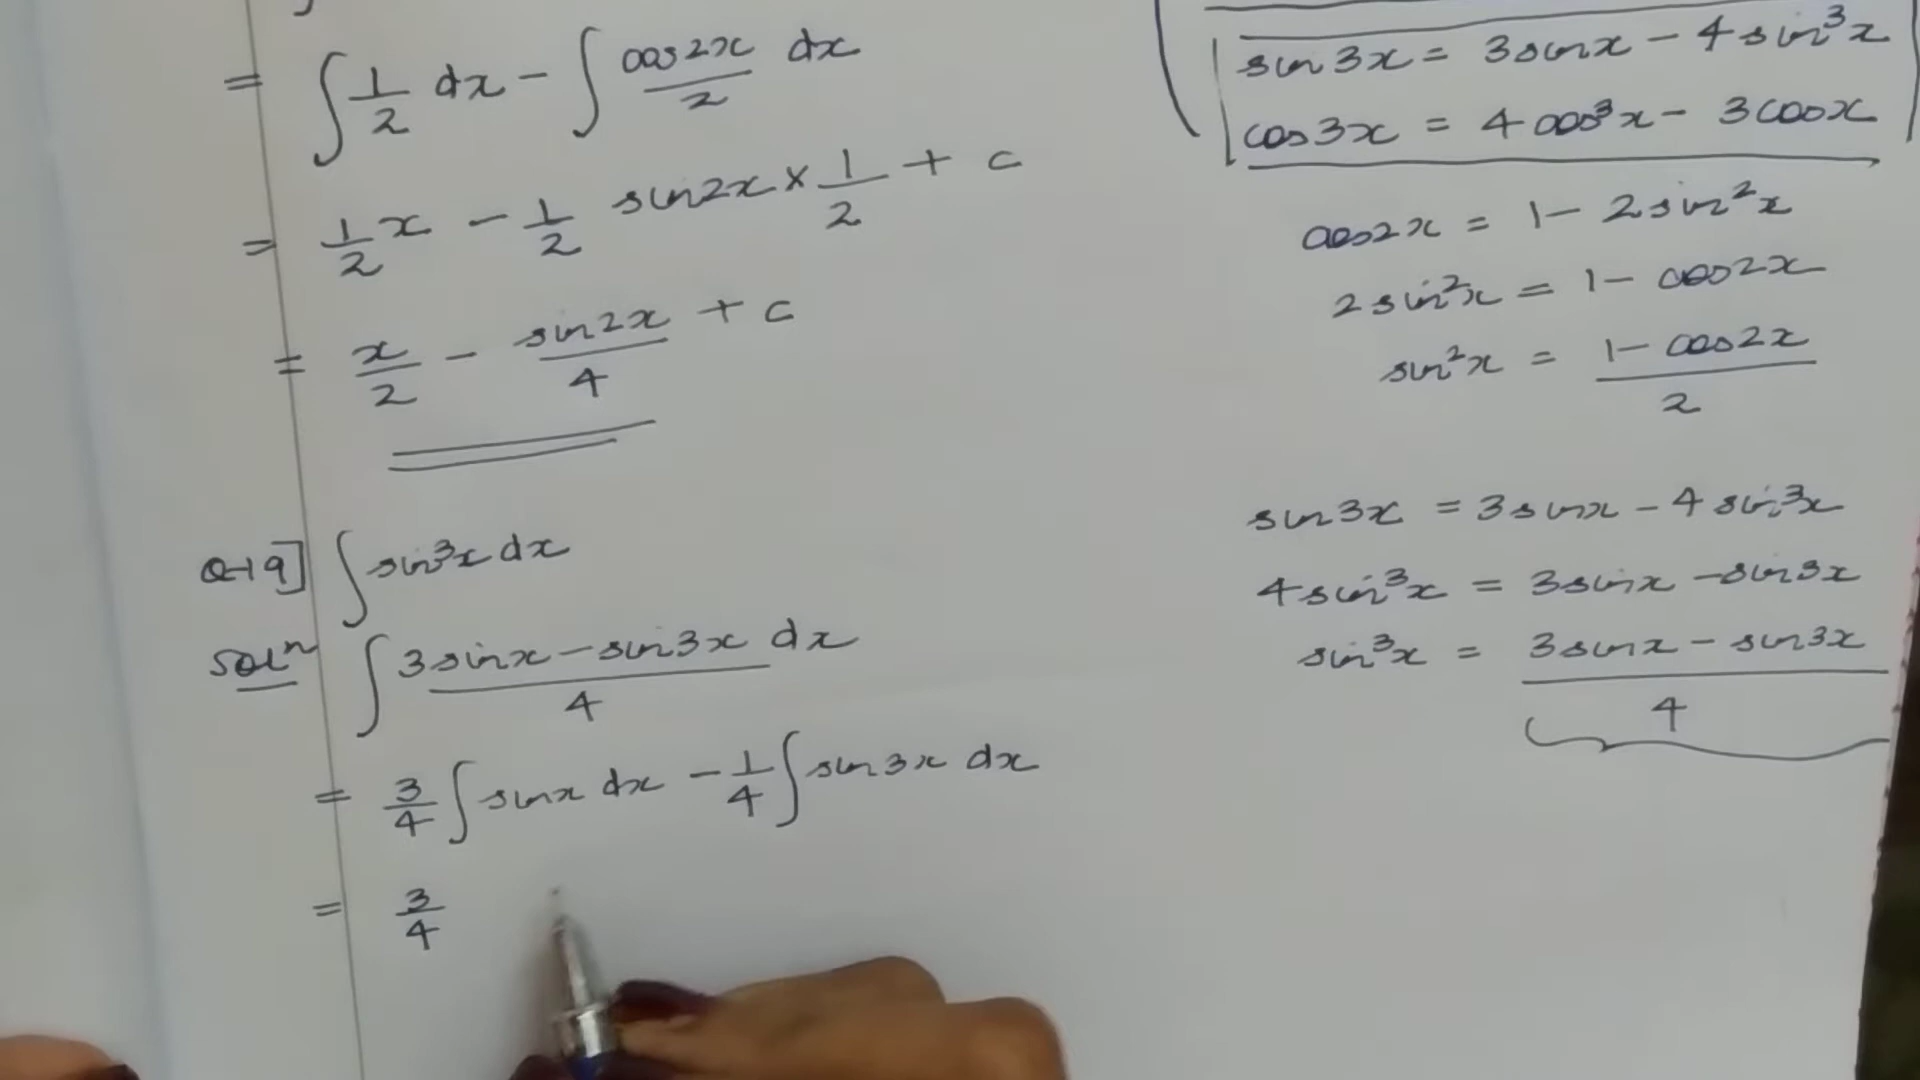 = ∫ 1/2 dx - ∫ cos2x/2 dx
= 1/2 x - 1/2 sin2x × 1/2 + c
= x/2 - sin2x/4 + c
Q-19] ∫ sin³x dx
Solⁿ ∫ 3sinx - sin3x/4 dx
= 3/4 ∫ sinx dx - 1/4 ∫ sin3x dx
= 3/4
sin3x = 3sinx - 4sin³x
cos3x = 4cos³x - 3cosx
cos2x = 1 - 2sin²x
2sin²x = 1 - cos2x
sin²x = 1 - cos2x/2
sin3x = 3sinx - 4sin³x
4sin³x = 3sinx - sin3x
sin³x = 3sinx - sin3x/4